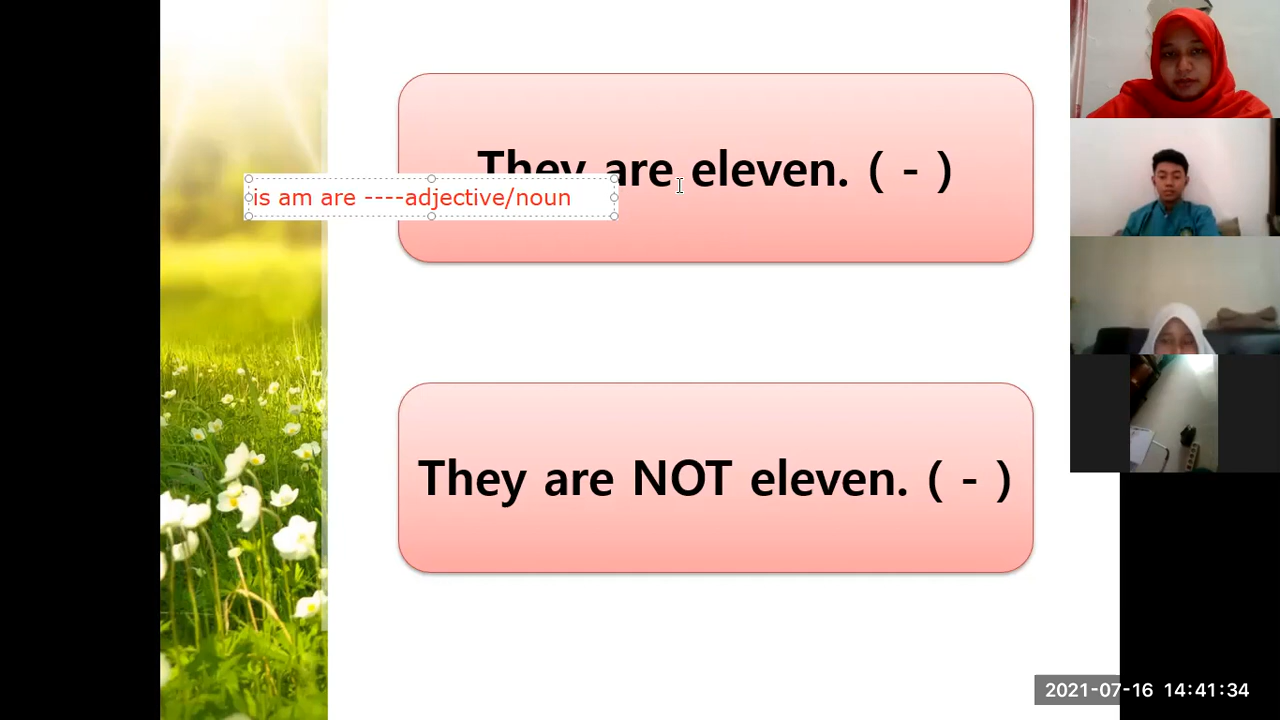 They are eleven. ( - )
is am are ----adjective/noun
They are NOT eleven. ( - )
2021-07-16 14:41:34